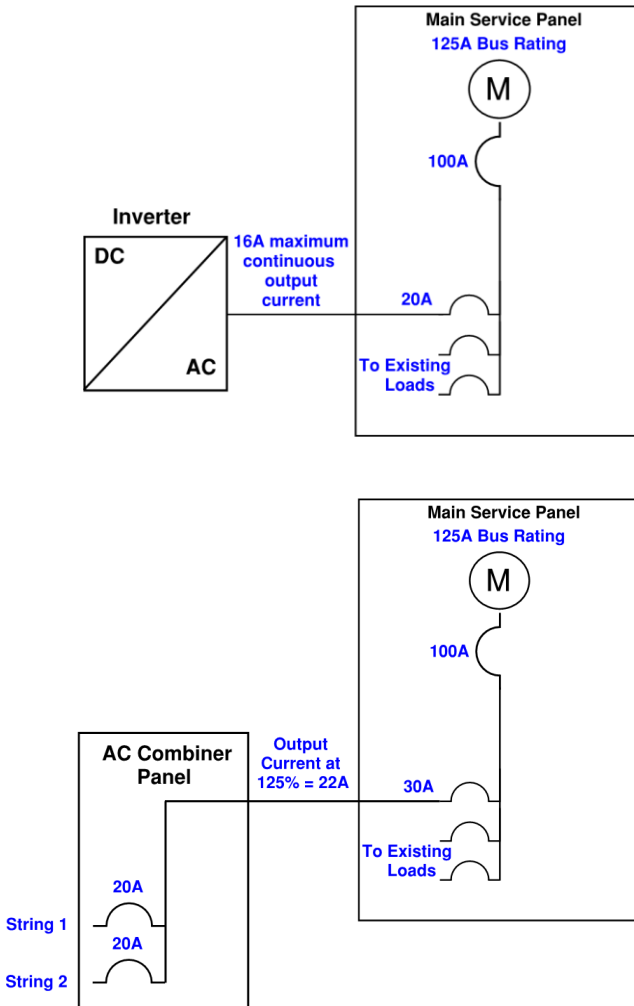 Main Service Panel
125A Bus Rating
M
100A
Inverter
DC
AC
16A maximum
continuous
output
current
20A
To Existing
Loads
Main Service Panel
125A Bus Rating
M
100A
AC Combiner
Panel
Output
Current at
125% = 22A
30A
To Existing
Loads
20A
String 1
20A
String 2